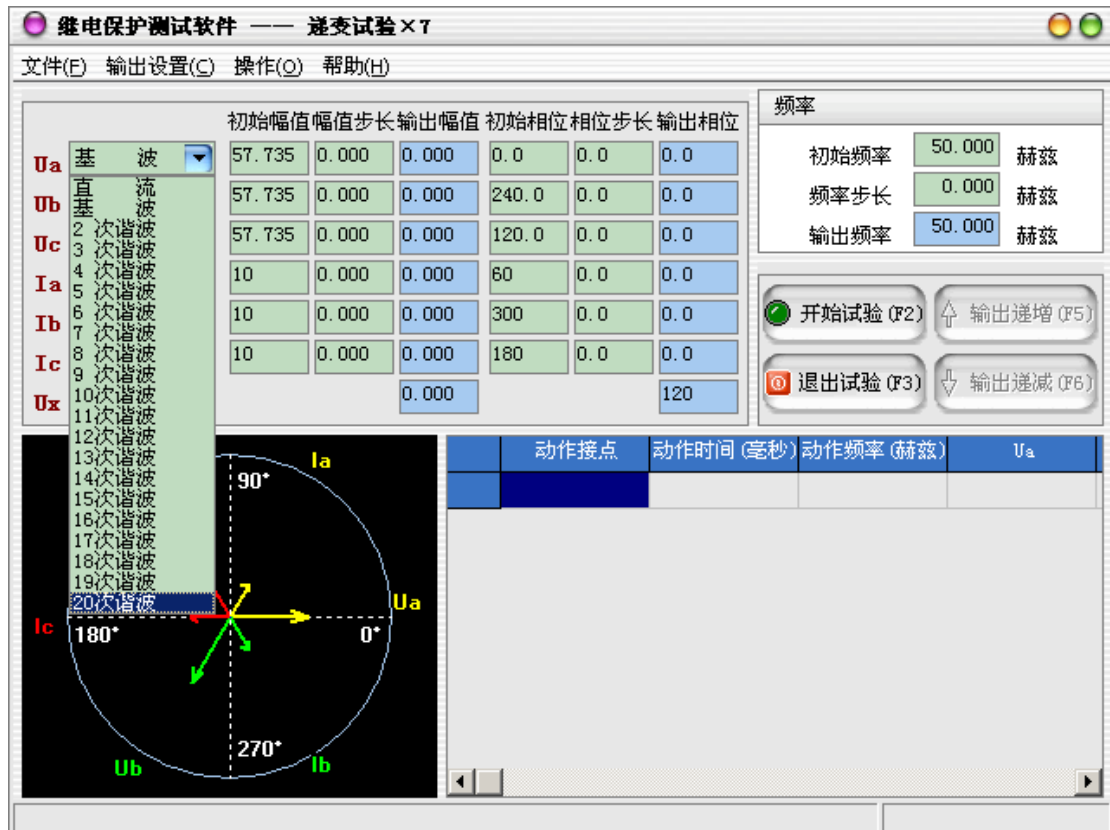 继电保护测试软件 —— 递变试验×7
文件(F) 输出设置(C) 操作(O) 帮助(H)
初始幅值 幅值步长 输出幅值 初始相位 相位步长 输出相位
Ua 基 波 57.735 0.000 0.000 0.0 0.0 0.0
Ub 57.735 0.000 0.000 240.0 0.0 0.0
Uc 57.735 0.000 0.000 120.0 0.0 0.0
Ia 10 0.000 0.000 60 0.0 0.0
Ib 10 0.000 0.000 300 0.0 0.0
Ic 10 0.000 0.000 180 0.0 0.0
Ux 0.000 120
直 流
基 波
2 次谐波
3 次谐波
4 次谐波
5 次谐波
6 次谐波
7 次谐波
8 次谐波
9 次谐波
10次谐波
11次谐波
12次谐波
13次谐波
14次谐波
15次谐波
16次谐波
17次谐波
18次谐波
19次谐波
20次谐波
频率
初始频率 50.000 赫兹
频率步长 0.000 赫兹
输出频率 50.000 赫兹
开始试验(F2) 输出递增(F5)
退出试验(F3) 输出递减(F6)
Ia
90°
Ua
Ic
180° 0°
270°
Ub
Ib
动作接点 动作时间(毫秒) 动作频率(赫兹) Ua